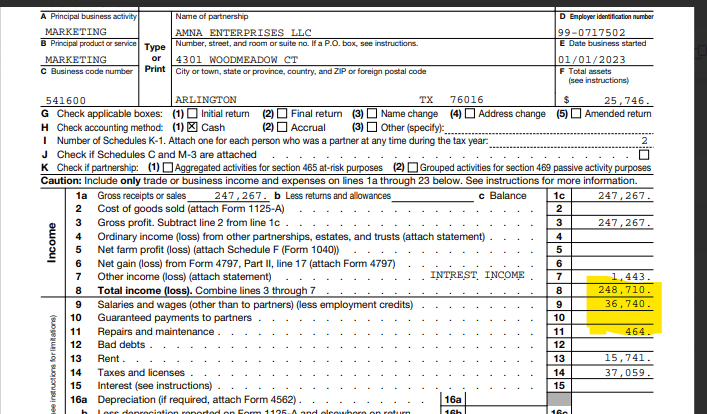 A Principal business activity Name of partnership D Employer identification number
MARKETING AMNA ENTERPRISES LLC 99-0717502
B Principal product or service Type or Print Number, street, and room or suite no. If a P.O. box, see instructions. E Date business started
MARKETING 4301 WOODMEADOW CT 01/01/2023
C Business code number City or town, state or province, country, and ZIP or foreign postal code F Total assets (see instructions)
541600 ARLINGTON TX 76016 $ 25,746.
G Check applicable boxes: (1) Initial return (2) Final return (3) Name change (4) Address change (5) Amended return
H Check accounting method: (1) X Cash (2) Accrual (3) Other (specify):
I Number of Schedules K-1. Attach one for each person who was a partner at any time during the tax year: 2
J Check if Schedules C and M-3 are attached
K Check if partnership: (1) Aggregated activities for section 465 at-risk purposes (2) Grouped activities for section 469 passive activity purposes
Caution: Include only trade or business income and expenses on lines 1a through 23 below. See instructions for more information.
Income
1a Gross receipts or sales 247,267. b Less returns and allowances c Balance 1c 247,267.
2 Cost of goods sold (attach Form 1125-A) 2
3 Gross profit. Subtract line 2 from line 1c 3 247,267.
4 Ordinary income (loss) from other partnerships, estates, and trusts (attach statement) 4
5 Net farm profit (loss) (attach Schedule F (Form 1040)) 5
6 Net gain (loss) from Form 4797, Part II, line 17 (attach Form 4797) 6
7 Other income (loss) (attach statement) INTREST INCOME 7 1,443.
8 Total income (loss). Combine lines 3 through 7 8 248,710.
9 Salaries and wages (other than to partners) (less employment credits) 9 36,740.
10 Guaranteed payments to partners 10
11 Repairs and maintenance 11 464.
12 Bad debts 12
13 Rent 13 15,741.
14 Taxes and licenses 14 37,059.
15 Interest (see instructions) 15
16a Depreciation (if required, attach Form 4562) 16a
b Less depreciation reported on Form 1125-A and elsewhere on return 16b 16c
instructions for limitations)